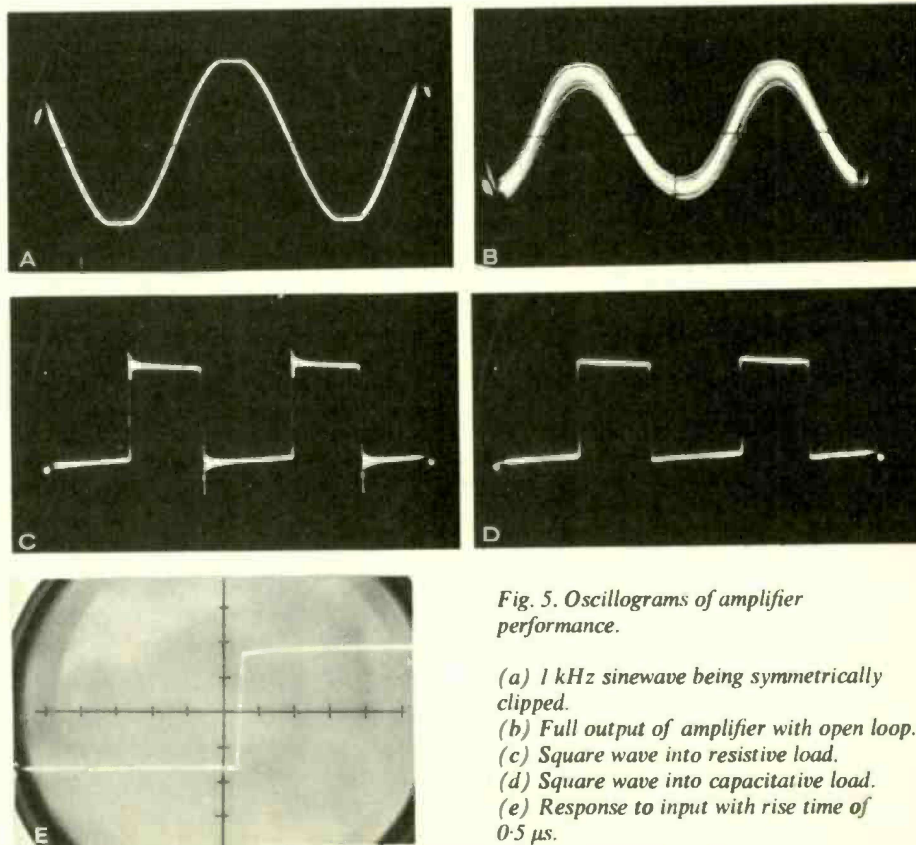 A
B
C
D
E
Fig. 5. Oscillograms of amplifier
performance.
(a) 1 kHz sinewave being symmetrically
clipped.
(b) Full output of amplifier with open loop.
(c) Square wave into resistive load.
(d) Square wave into capacitative load.
(e) Response to input with rise time of
0·5 μs.